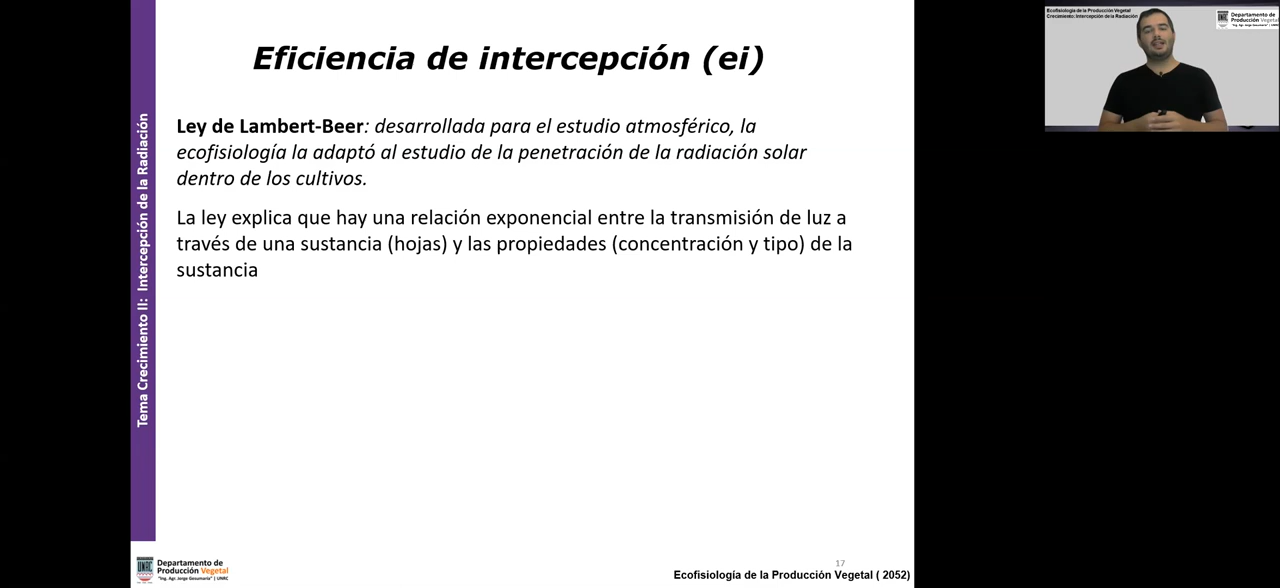 Eficiencia de intercepción (ei)
Ley de Lambert-Beer: desarrollada para el estudio atmosférico, la
ecofisiología la adaptó al estudio de la penetración de la radiación solar
dentro de los cultivos.
La ley explica que hay una relación exponencial entre la transmisión de luz a
través de una sustancia (hojas) y las propiedades (concentración y tipo) de la
sustancia
Tema Crecimiento II: Intercepción de la Radiación
UNRC
Departamento de
Producción Vegetal
"Ing. Agr. Jorge Gesumaría" | UNRC
17
Ecofisiología de la Producción Vegetal ( 2052)
Ecofisiología de la Producción Vegetal
Crecimiento: Intercepción de la Radiación
Departamento de
Producción Vegetal